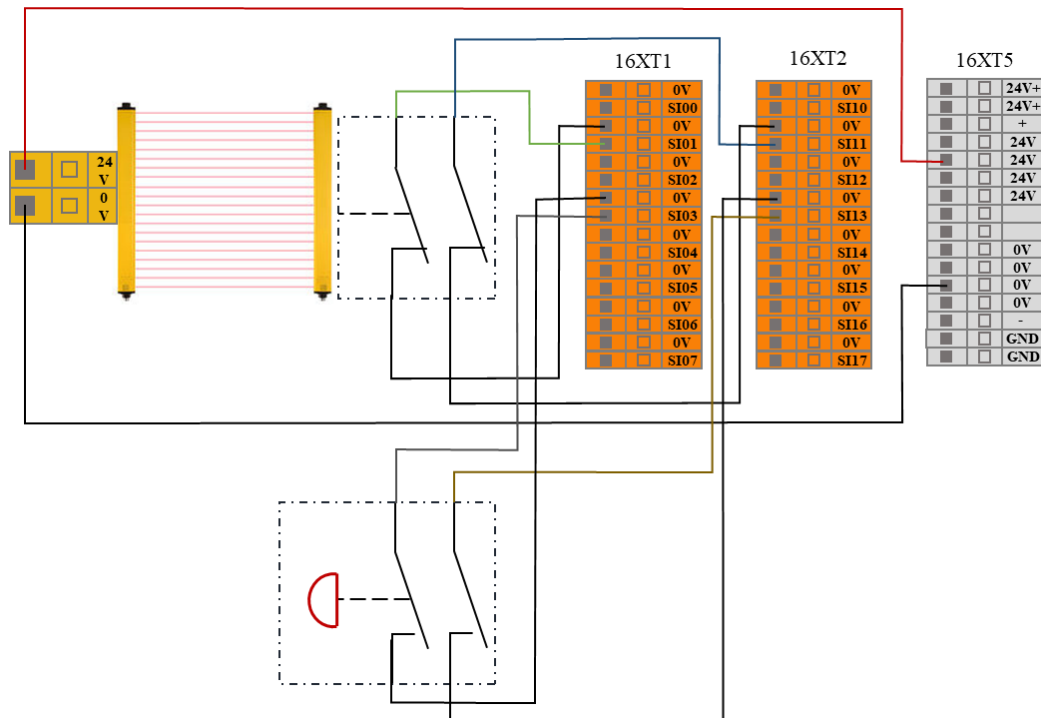 16XT1
16XT2
16XT5
24
V
0
V
0V
SI00
0V
SI01
0V
SI02
0V
SI03
0V
SI04
0V
SI05
0V
SI06
0V
SI07
0V
SI10
0V
SI11
0V
SI12
0V
SI13
0V
SI14
0V
SI15
0V
SI16
0V
SI17
24V+
24V+
+
24V
24V
24V
24V
0V
0V
0V
0V
-
GND
GND